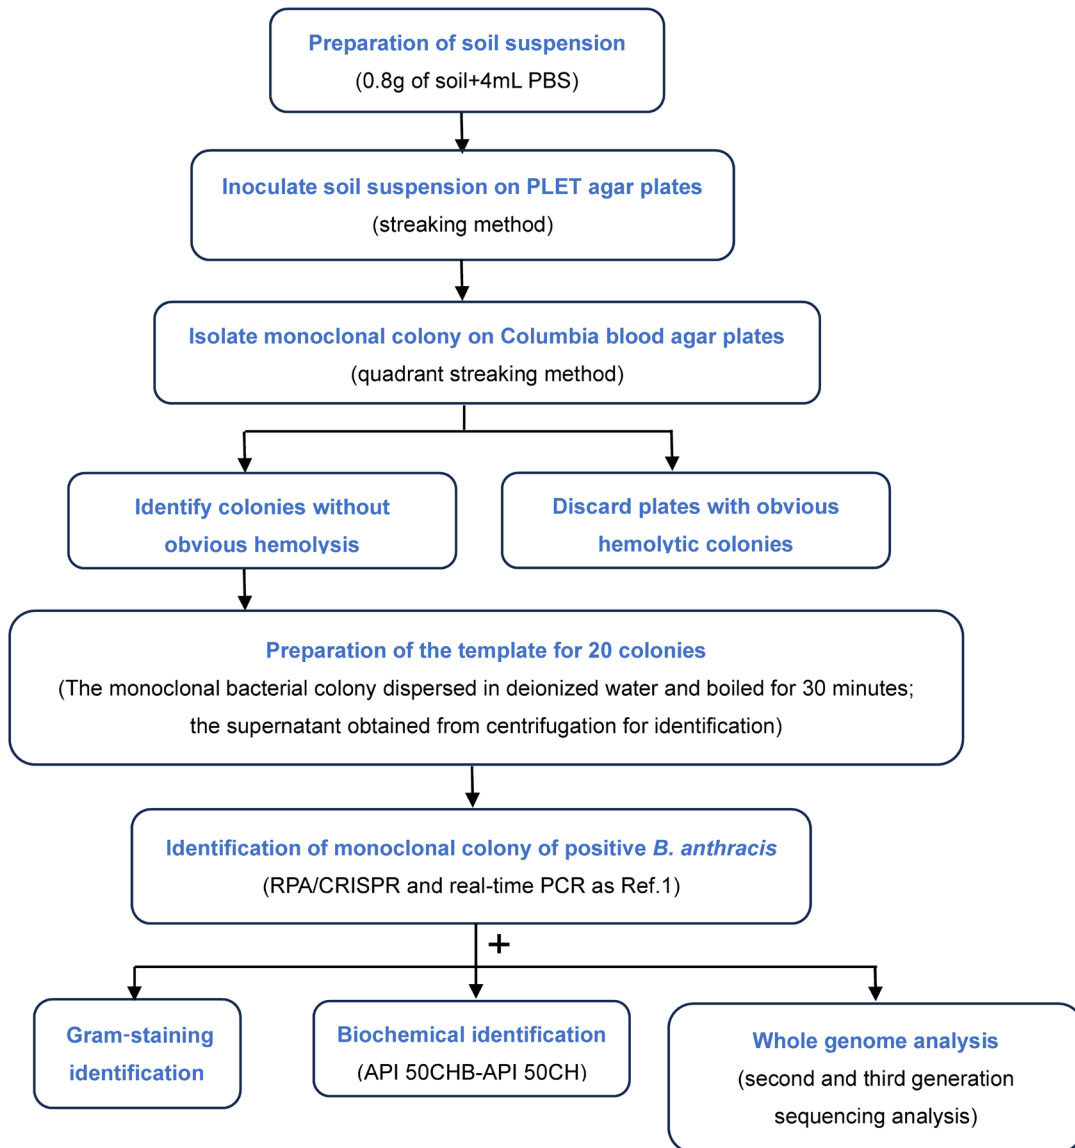 Preparation of soil suspension
(0.8g of soil+4mL PBS)
Inoculate soil suspension on PLET agar plates
(streaking method)
Isolate monoclonal colony on Columbia blood agar plates
(quadrant streaking method)
Identify colonies without
obvious hemolysis
Discard plates with obvious
hemolytic colonies
Preparation of the template for 20 colonies
(The monoclonal bacterial colony dispersed in deionized water and boiled for 30 minutes;
the supernatant obtained from centrifugation for identification)
Identification of monoclonal colony of positive B. anthracis
(RPA/CRISPR and real-time PCR as Ref.1)
+
Gram-staining
identification
Biochemical identification
(API 50CHB-API 50CH)
Whole genome analysis
(second and third generation
sequencing analysis)